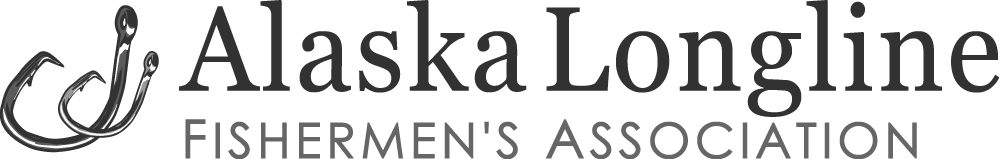 Alaska Longline
FISHERMEN'S ASSOCIATION